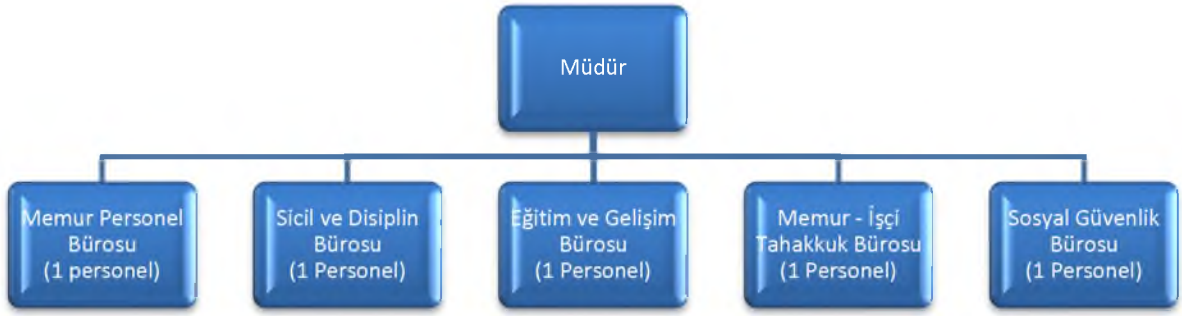 Müdür
Memur Personel
Bürosu
(1 personel)
Sicil ve Disiplin
Bürosu
(1 Personel)
Eğitim ve Gelişim
Bürosu
(1 Personel)
Memur - İşçi
Tahakkuk Bürosu
(1 Personel)
Sosyal Güvenlik
Bürosu
(1 Personel)